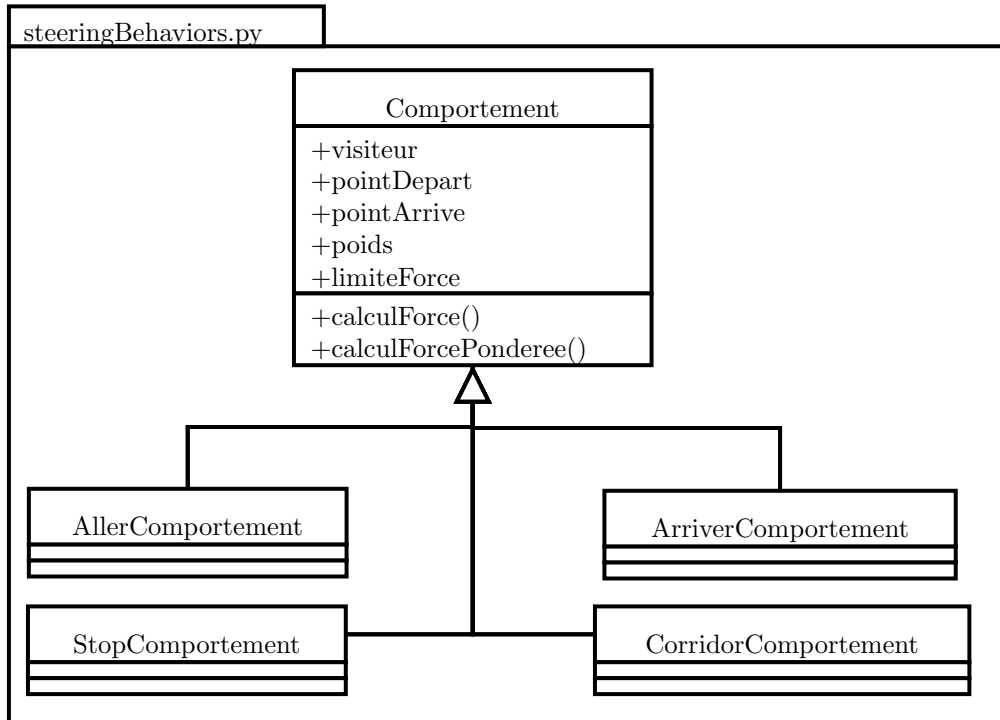 steeringBehaviors.py
Comportement
+visiteur
+pointDepart
+pointArrive
+poids
+limiteForce
+calculForce()
+calculForcePonderee()
AllerComportement
ArriverComportement
StopComportement
CorridorComportement